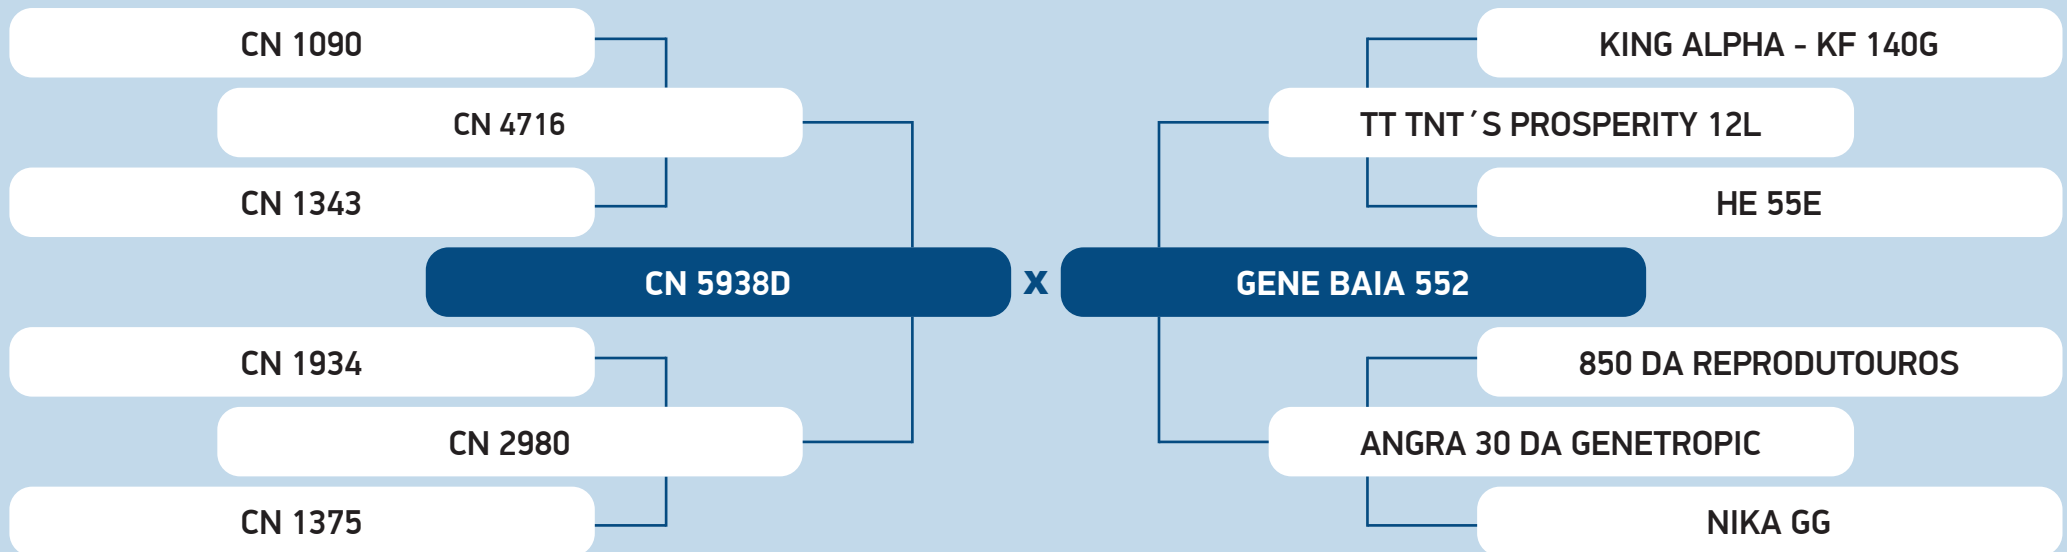 CN 1090
KING ALPHA - KF 140G
CN 4716
TT TNT´S PROSPERITY 12L
CN 1343
HE 55E
CN 5938D
X
GENE BAIA 552
CN 1934
850 DA REPRODUTOUROS
CN 2980
ANGRA 30 DA GENETROPIC
CN 1375
NIKA GG